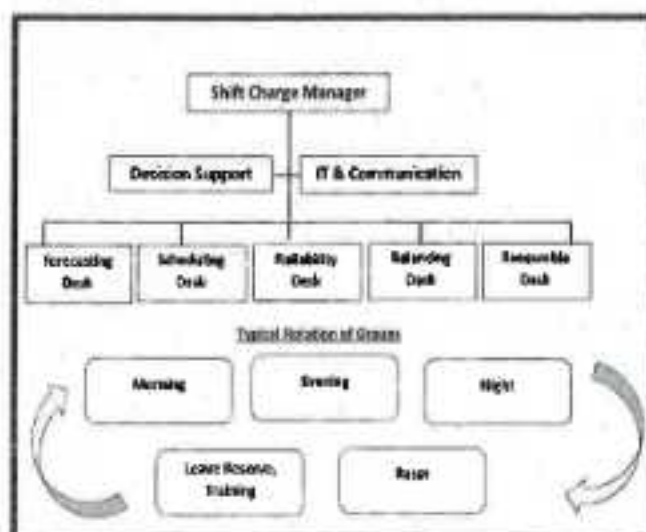 Shift Charge Manager
Decision Support
IT & Communication
Forecasting
Desk
Scheduling
Desk
Reliability
Desk
Balancing
Desk
Renewable
Desk
Typical Rotation of Groups
Morning
Evening
Night
Leave Reserve,
Training